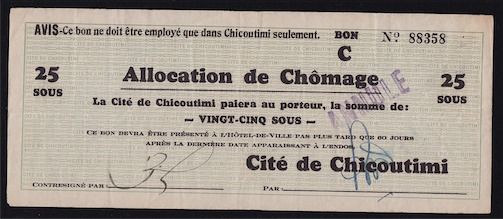 AVIS-Ce bon ne doit être employé que dans Chicoutimi seulement. BON No 88358
C
25 Allocation de Chômage 25
SOUS SOUS
La Cité de Chicoutimi paiera au porteur, la somme de:
— VINGT-CINQ SOUS —
ANNULÉ
CE BON DEVRA ÊTRE PRÉSENTÉ À L'HÔTEL-DE-VILLE PAS PLUS TARD QUE 60 JOURS
APRÈS LA DERNIÈRE DATE APPARAISSANT À L'ENDOS.
Cité de Chicoutimi
CONTRESIGNÉ PAR PAR